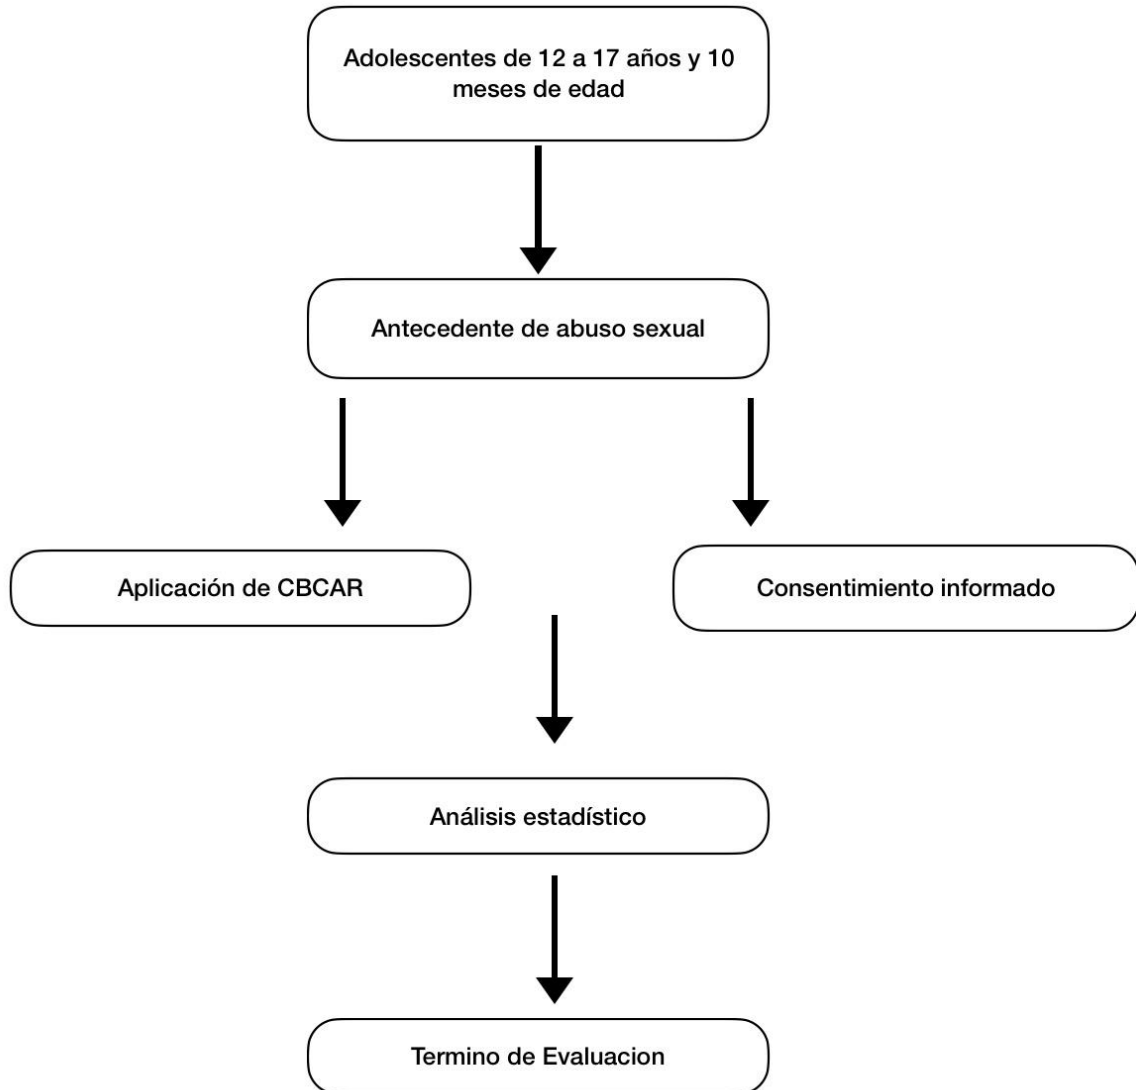 Adolescentes de 12 a 17 años y 10
meses de edad
Antecedente de abuso sexual
Aplicación de CBCAR
Consentimiento informado
Análisis estadístico
Termino de Evaluacion